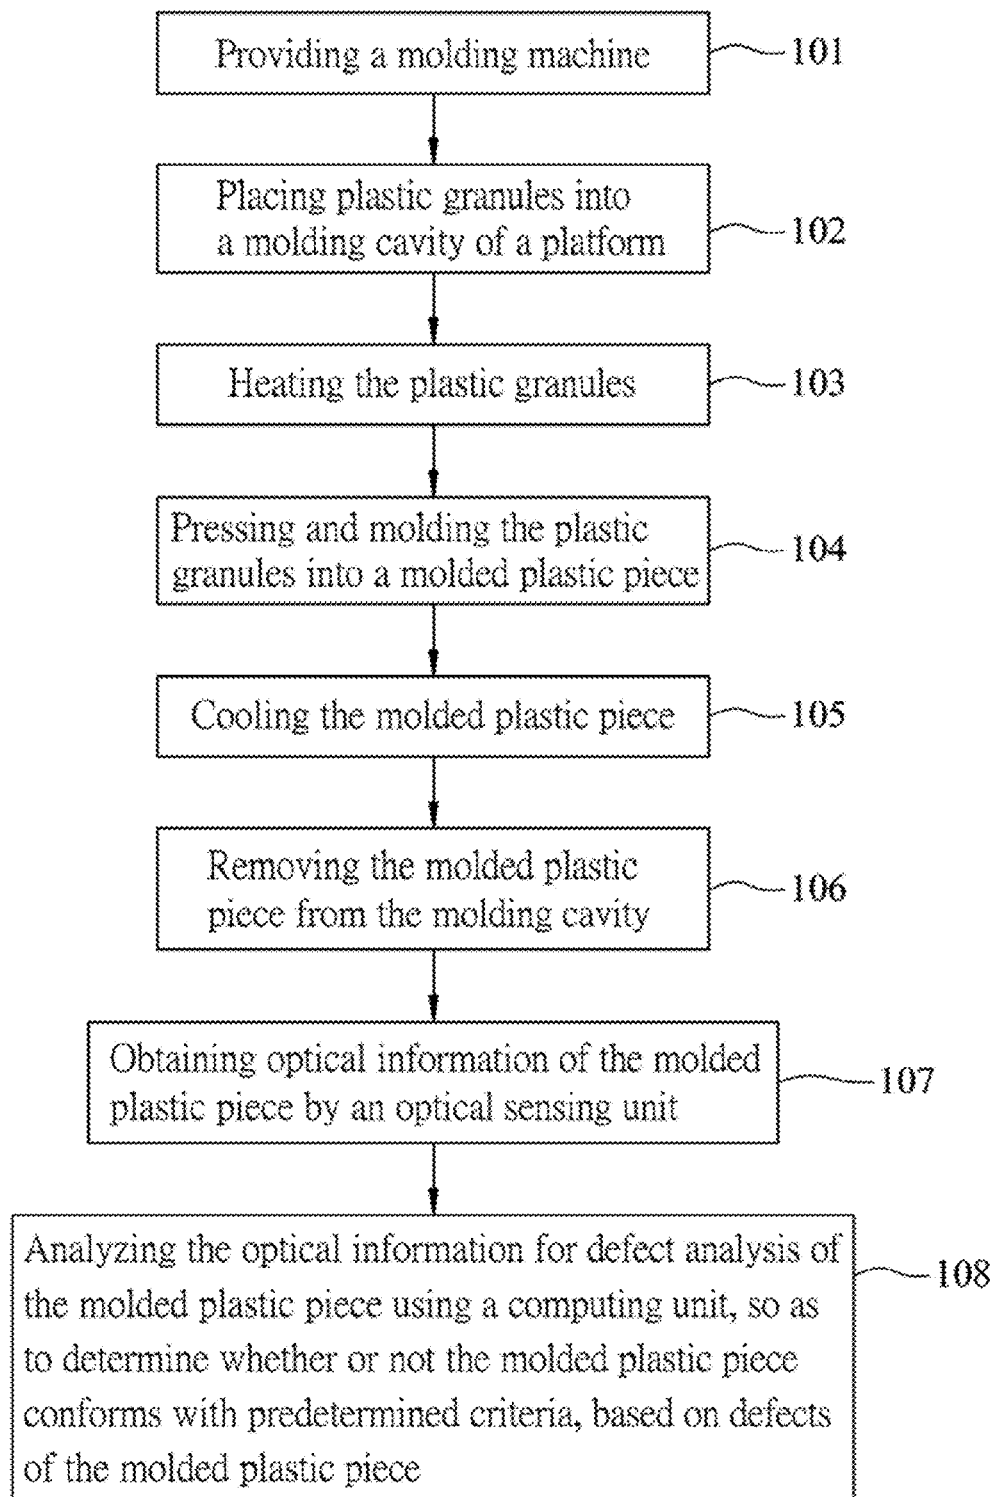 Providing a molding machine
101
Placing plastic granules into
a molding cavity of a platform
102
Heating the plastic granules
103
Pressing and molding the plastic
granules into a molded plastic piece
104
Cooling the molded plastic piece
105
Removing the molded plastic
piece from the molding cavity
106
Obtaining optical information of the molded
plastic piece by an optical sensing unit
107
Analyzing the optical information for defect analysis of
the molded plastic piece using a computing unit, so as
to determine whether or not the molded plastic piece
conforms with predetermined criteria, based on defects
of the molded plastic piece
108